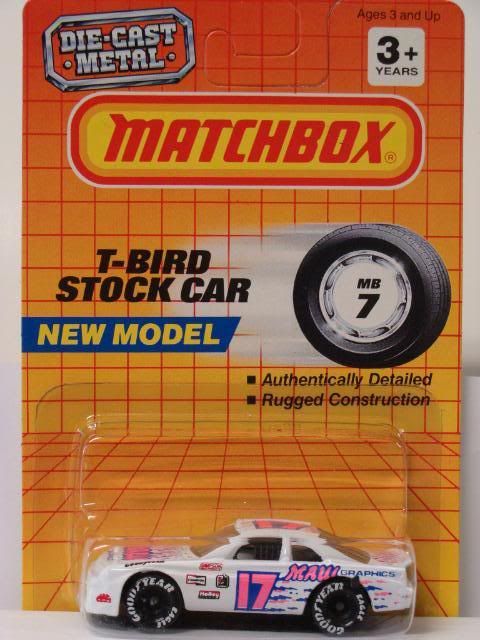 Ages 3 and Up
DIE-CAST
• METAL •
3+
YEARS
MATCHBOX®
T-BIRD
STOCK CAR
MB
7
NEW MODEL
■ Authentically Detailed
■ Rugged Construction
17
MAUI GRAPHICS
Holley
GOODYEAR
EAGLE
GOODYEAR
EAGLE